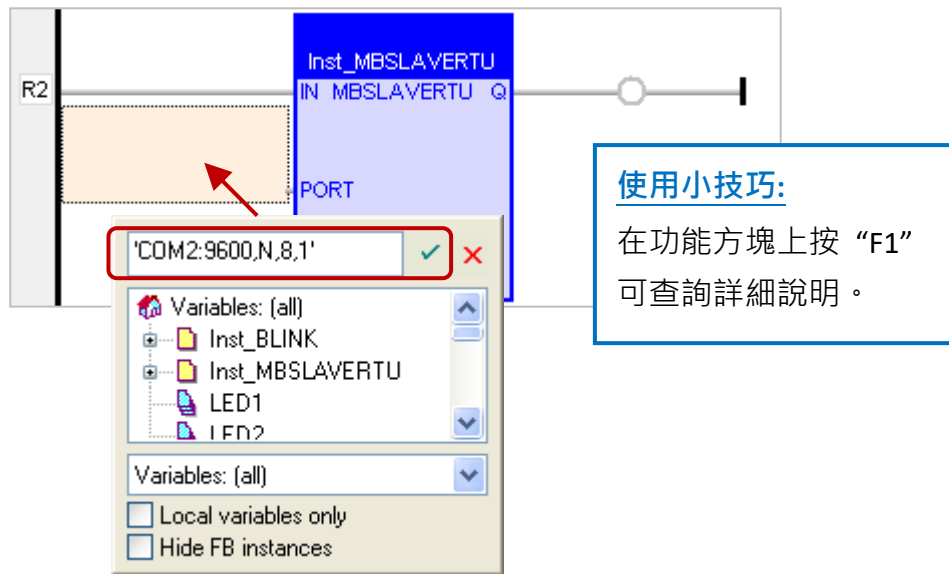 Inst_MBSLAVERTU
R2
IN MBSLAVERTU Q
PORT
使用小技巧:
在功能方塊上按 “F1”
可查詢詳細說明。
'COM2:9600,N,8,1'
Variables: (all)
Inst_BLINK
Inst_MBSLAVERTU
LED1
LED2
Variables: (all)
Local variables only
Hide FB instances